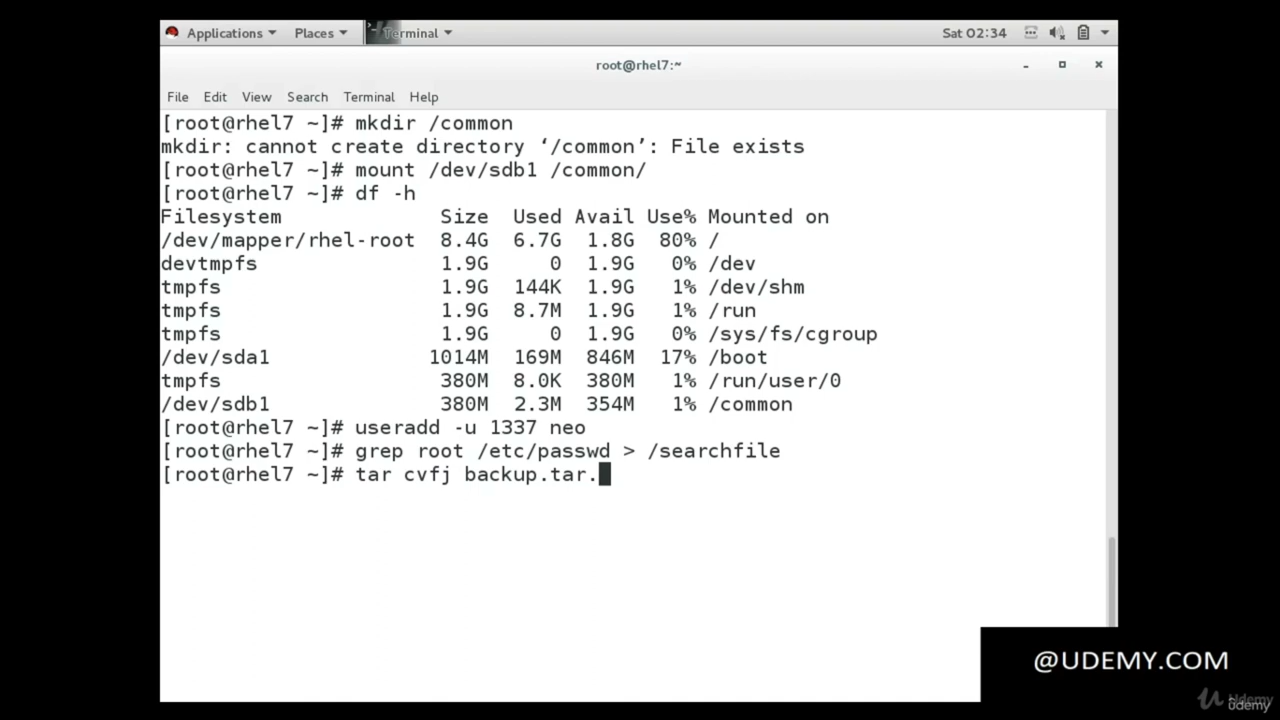 Applications Places Terminal Sat 02:34
root@rhel7:~
File Edit View Search Terminal Help
[root@rhel7 ~]# mkdir /common
mkdir: cannot create directory ‘/common’: File exists
[root@rhel7 ~]# mount /dev/sdb1 /common/
[root@rhel7 ~]# df -h
Filesystem Size Used Avail Use% Mounted on
/dev/mapper/rhel-root 8.4G 6.7G 1.8G 80% /
devtmpfs 1.9G 0 1.9G 0% /dev
tmpfs 1.9G 144K 1.9G 1% /dev/shm
tmpfs 1.9G 8.7M 1.9G 1% /run
tmpfs 1.9G 0 1.9G 0% /sys/fs/cgroup
/dev/sda1 1014M 169M 846M 17% /boot
tmpfs 380M 8.0K 380M 1% /run/user/0
/dev/sdb1 380M 2.3M 354M 1% /common
[root@rhel7 ~]# useradd -u 1337 neo
[root@rhel7 ~]# grep root /etc/passwd > /searchfile
[root@rhel7 ~]# tar cvfj backup.tar.
@UDEMY.COM
ûdemy